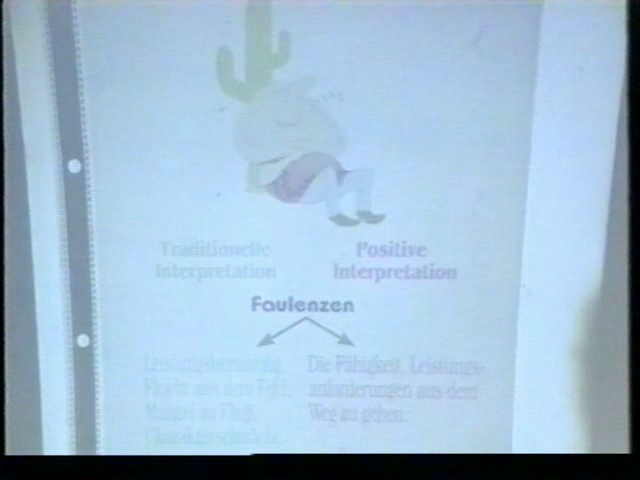 Traditionelle
Interpretation
Positive
Interpretation
Faulenzen
Leistungshemmung,
Flucht aus dem Feld,
Mangel an Fleiß,
Charakterschwäche.
Die Fähigkeit, Leistungs-
anforderungen aus dem
Weg zu gehen.